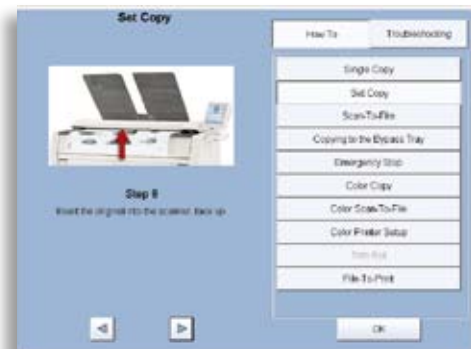 Set Copy
How To
Troubleshooting
Single Copy
Set Copy
Scan-To-File
Copying to the Bypass Tray
Emergency Stop
Color Copy
Color Scan-To-File
Color Printer Setup
File-To-Print
Step 8
Insert the original into the scanner, face up.
OK